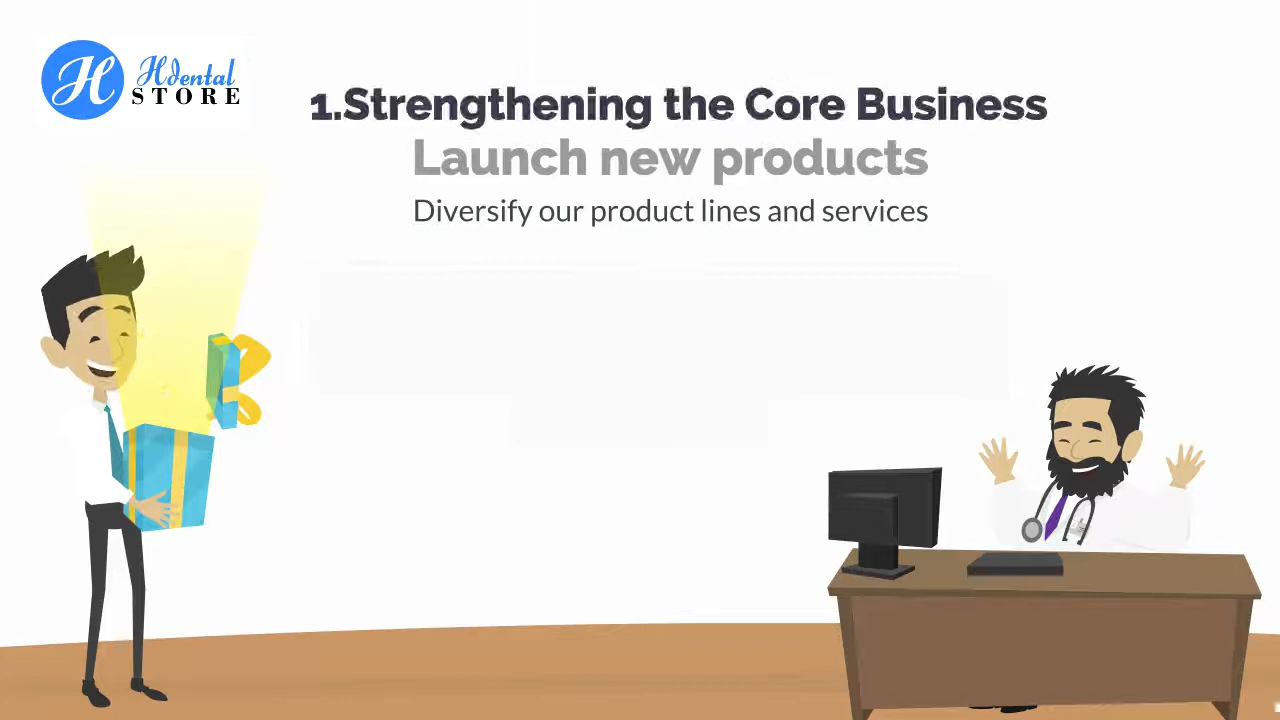 H
Hdental
STORE
1.Strengthening the Core Business
Launch new products
Diversify our product lines and services